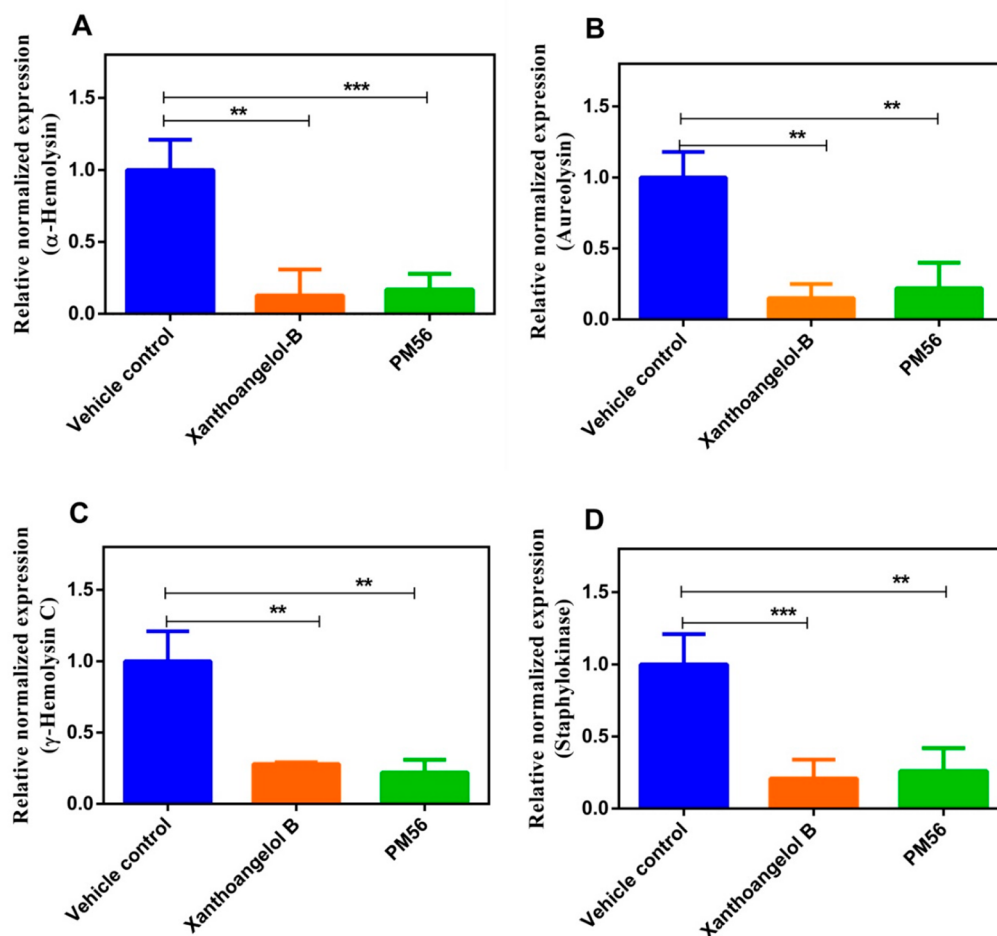 A
Relative normalized expression
(α-Hemolysin)
1.5
1.0
0.5
0.0
***
**
Vehicle control
Xanthoangelol-B
PM56
B
Relative normalized expression
(Aureolysin)
1.5
1.0
0.5
0.0
**
**
Vehicle control
Xanthoangelol-B
PM56
C
Relative normalized expression
(γ-Hemolysin C)
1.5
1.0
0.5
0.0
**
**
Vehicle control
Xanthoangelol B
PM56
D
Relative normalized expression
(Staphylokinase)
1.5
1.0
0.5
0.0
**
***
Vehicle control
Xanthoangelol B
PM56